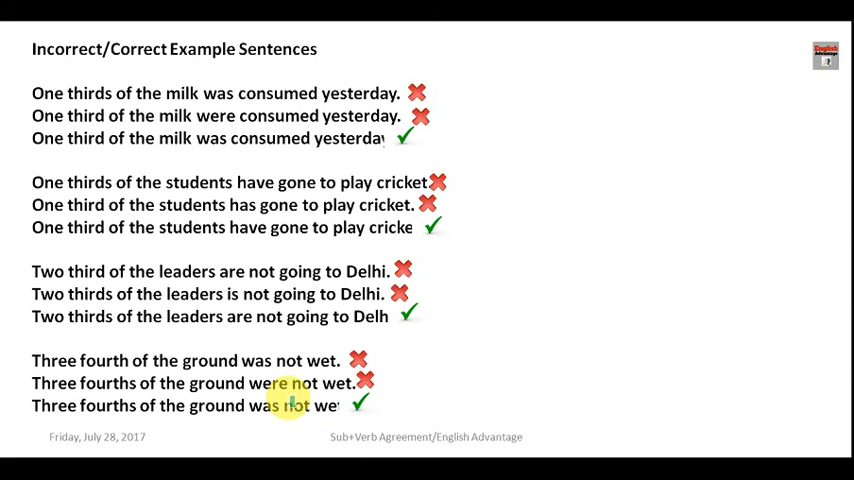 Incorrect/Correct Example Sentences
English
Advantage
One thirds of the milk was consumed yesterday.
One third of the milk were consumed yesterday.
One third of the milk was consumed yesterday
One thirds of the students have gone to play cricket.
One third of the students has gone to play cricket.
One third of the students have gone to play cricke
Two third of the leaders are not going to Delhi.
Two thirds of the leaders is not going to Delhi.
Two thirds of the leaders are not going to Delh
Three fourth of the ground was not wet.
Three fourths of the ground were not wet.
Three fourths of the ground was not we
Friday, July 28, 2017
Sub+Verb Agreement/English Advantage